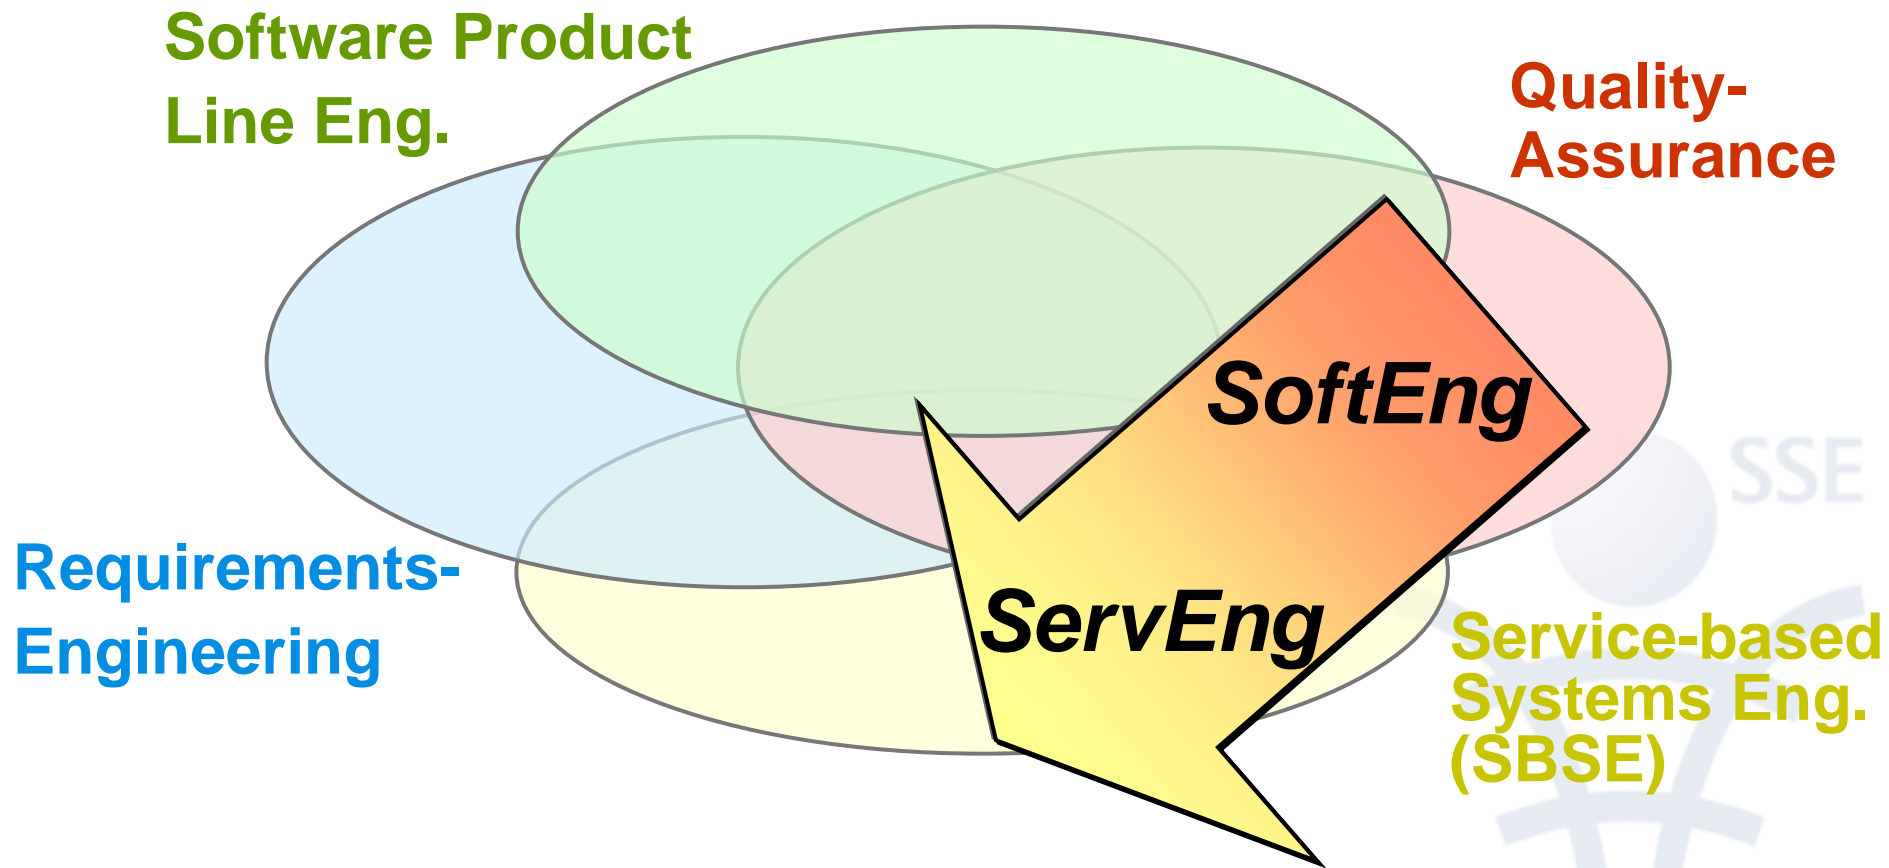 Software Product
Line Eng.
Quality-
Assurance
SoftEng
SSE
Requirements-
Engineering
ServEng
Service-based
Systems Eng.
(SBSE)